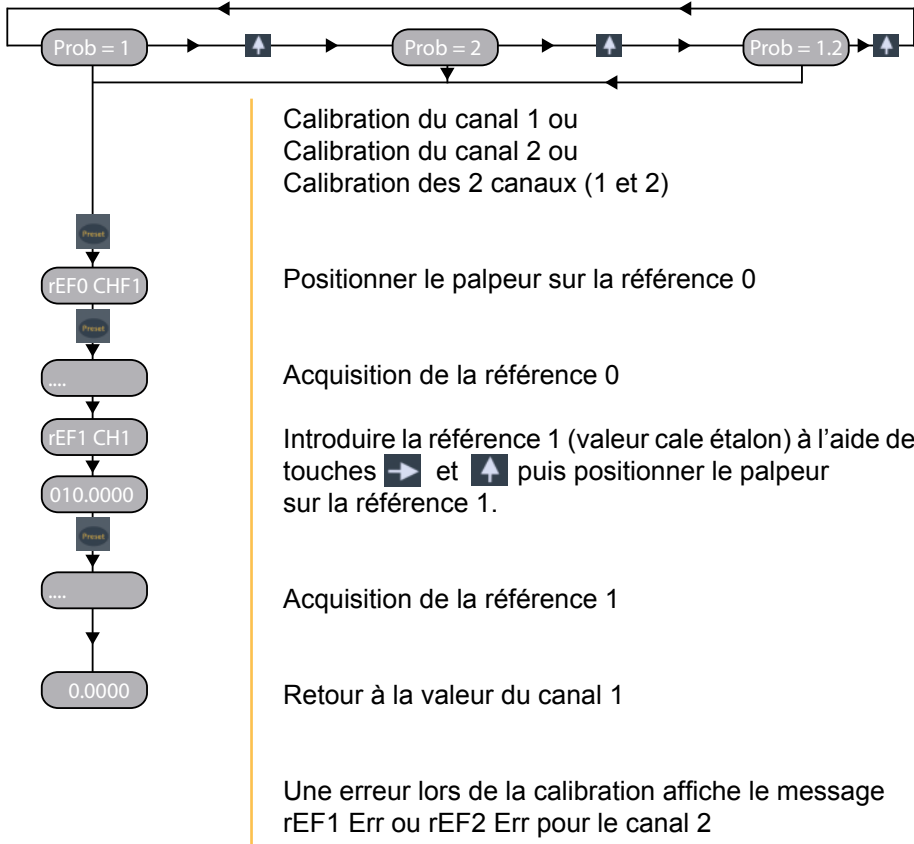 Prob = 1
Prob = 2
Prob = 1.2
Calibration du canal 1 ou
Calibration du canal 2 ou
Calibration des 2 canaux (1 et 2)
Preset
rEF0 CHF1
Positionner le palpeur sur la référence 0
Preset
....
Acquisition de la référence 0
rEF1 CH1
Introduire la référence 1 (valeur cale étalon) à l’aide de
touches et puis positionner le palpeur
sur la référence 1.
010.0000
Preset
....
Acquisition de la référence 1
0.0000
Retour à la valeur du canal 1
Une erreur lors de la calibration affiche le message
rEF1 Err ou rEF2 Err pour le canal 2